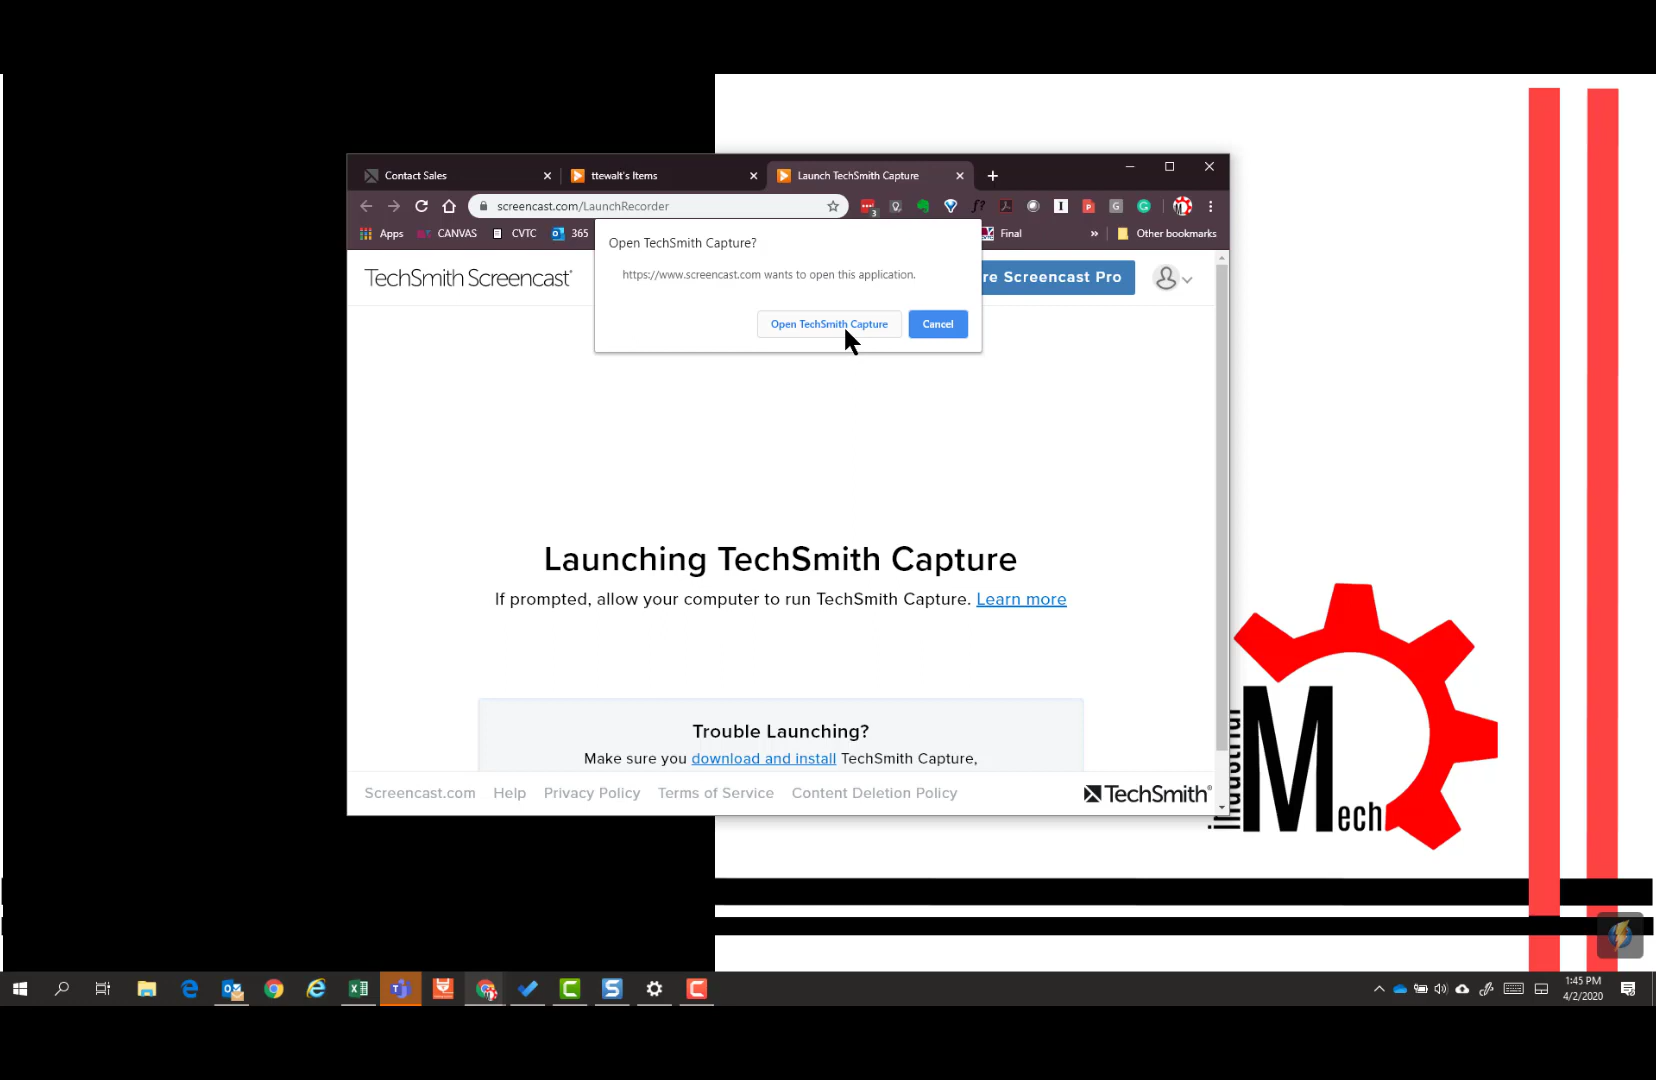 Contact Sales
ttewalt's Items
Launch TechSmith Capture
screencast.com/LaunchRecorder
3
f?
Apps
CANVAS
CVTC
365
Final
»
Other bookmarks
Open TechSmith Capture?
https://www.screencast.com wants to open this application.
Open TechSmith Capture
Cancel
TechSmith Screencast®
re Screencast Pro
Launching TechSmith Capture
If prompted, allow your computer to run TechSmith Capture. Learn more
Trouble Launching?
Make sure you download and install TechSmith Capture,
Screencast.com
Help
Privacy Policy
Terms of Service
Content Deletion Policy
TechSmith®
industrial
Mech
1:45 PM
4/2/2020